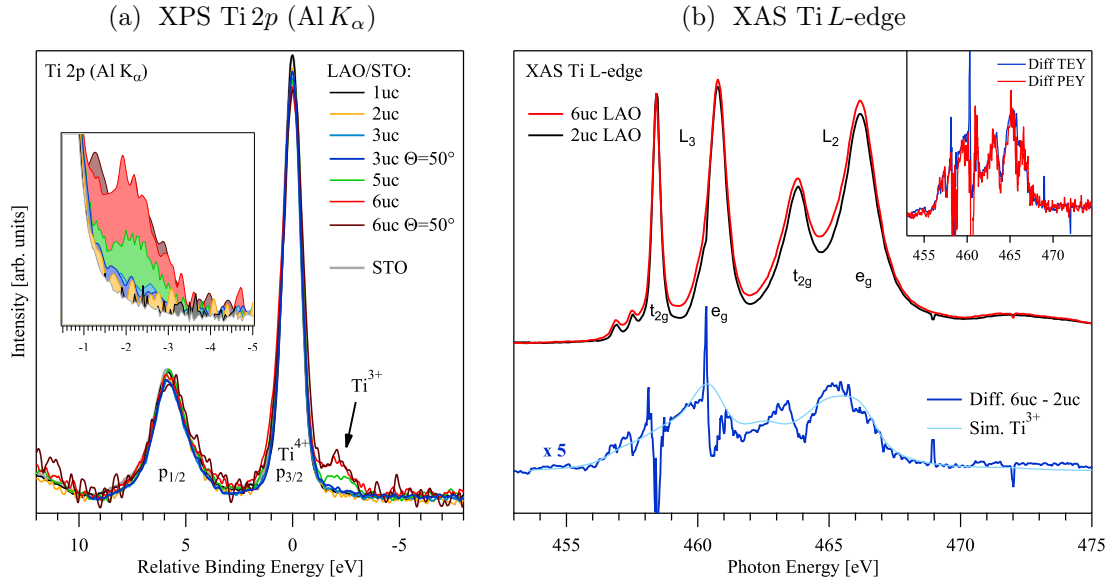 (a) XPS Ti 2p (Al Kα)
Ti 2p (Al Kα)
LAO/STO:
1uc
2uc
3uc
3uc Θ=50°
5uc
6uc
6uc Θ=50°
STO
-1 -2 -3 -4 -5
Ti3+
Ti4+
p1/2
p3/2
Intensity [arb. units]
10 5 0 -5
Relative Binding Energy [eV]
(b) XAS Ti L-edge
XAS Ti L-edge
6uc LAO
2uc LAO
L3
L2
Diff TEY
Diff PEY
455 460 465 470
t2g
eg
t2g
eg
Diff. 6uc - 2uc
Sim. Ti3+
x 5
455 460 465 470 475
Photon Energy [eV]